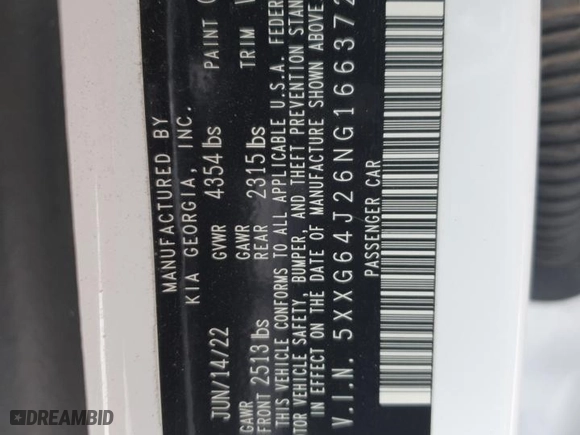 MANUFACTURED BY
KIA GEORGIA, INC.
JUN/14/22 GVWR 4354 lbs PAINT
GAWR GAWR TRIM
FRONT 2513 lbs REAR 2315 lbs
THIS VEHICLE CONFORMS TO ALL APPLICABLE U.S.A. FEDER
TOR VEHICLE SAFETY, BUMPER, AND THEFT PREVENTION STAN
IN EFFECT ON THE DATE OF MANUFACTURE SHOWN ABOVE
V.I.N. 5XXG64J26NG166372
PASSENGER CAR
DREAMBID